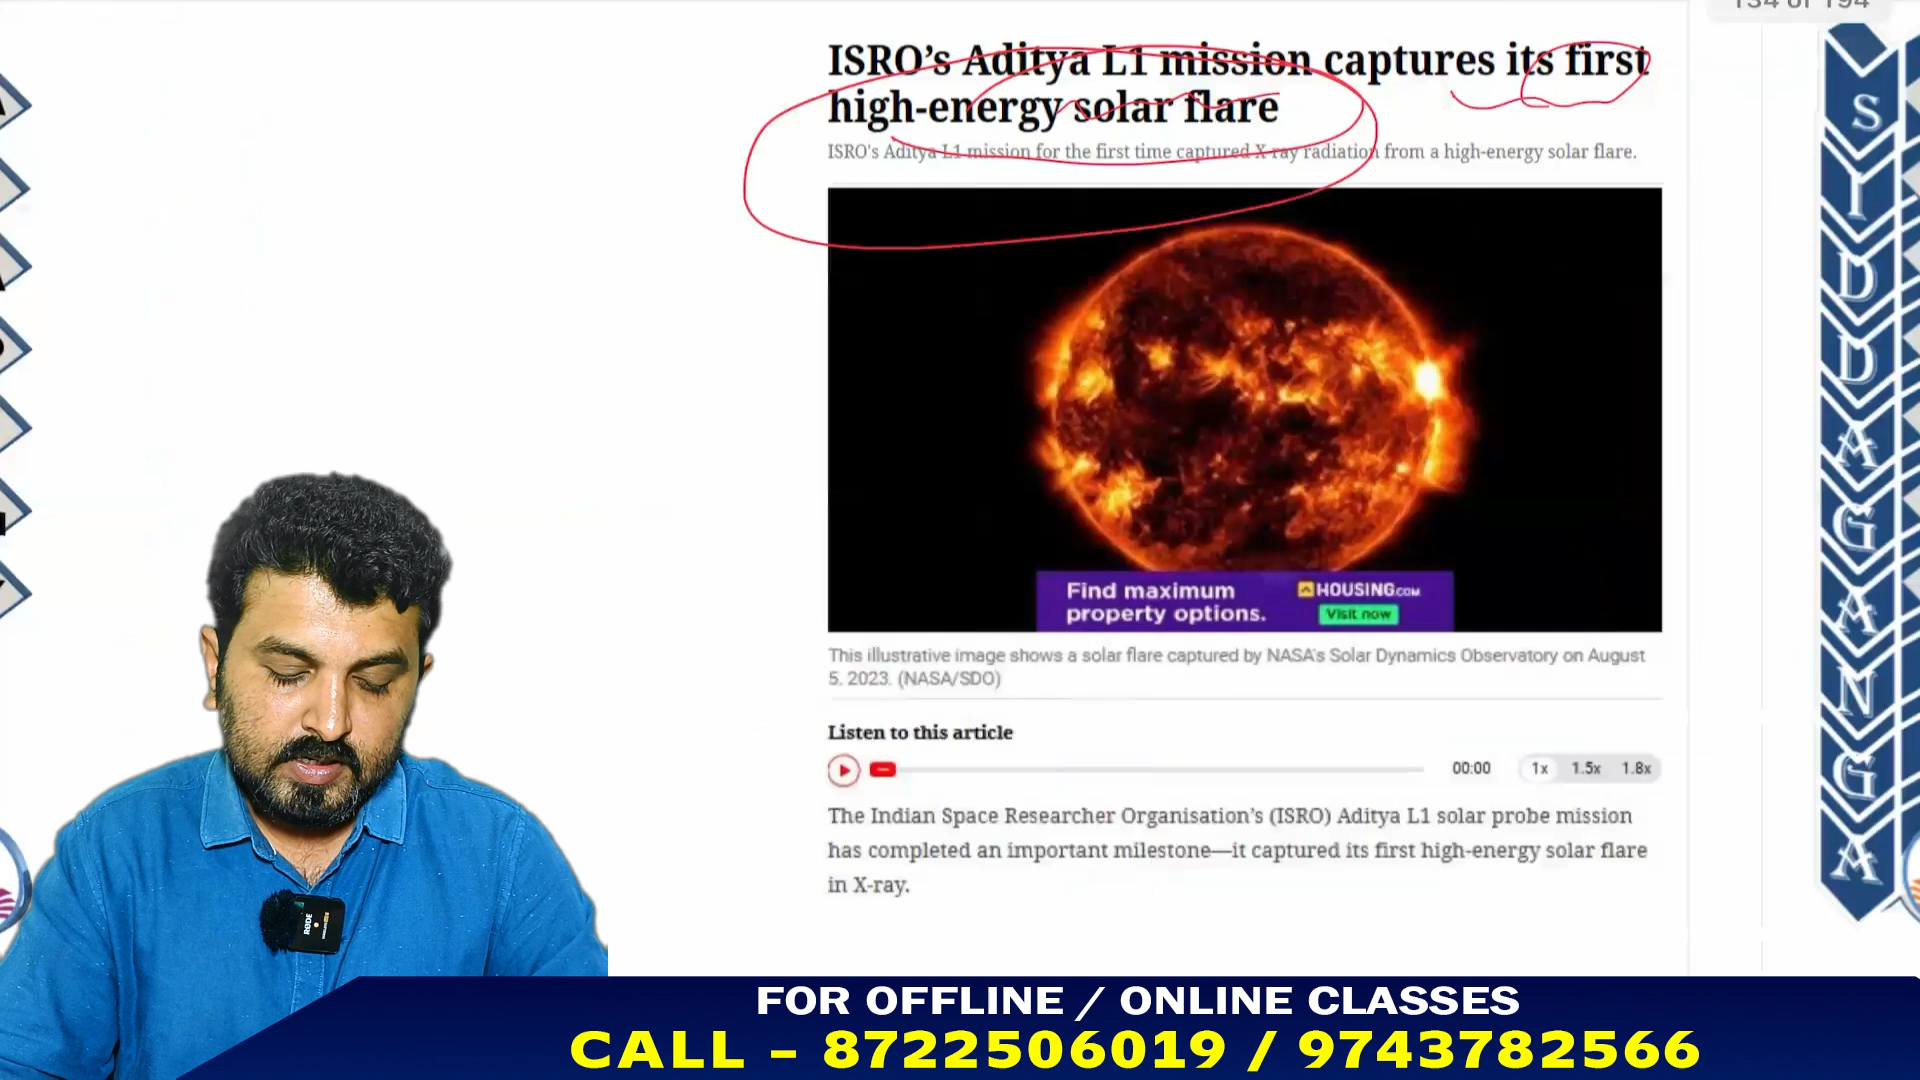 134 of 194
ISRO's Aditya L1 mission captures its first
high-energy solar flare
ISRO's Aditya L1 mission for the first time captured X-ray radiation from a high-energy solar flare.
Find maximum
property options.
HOUSING.COM
Visit now
This illustrative image shows a solar flare captured by NASA's Solar Dynamics Observatory on August
5, 2023. (NASA/SDO)
Listen to this article
00:00
1x
1.5x
1.8x
The Indian Space Researcher Organisation's (ISRO) Aditya L1 solar probe mission
has completed an important milestone—it captured its first high-energy solar flare
in X-ray.
RØDE
SIDDAGANGA
FOR OFFLINE / ONLINE CLASSES
CALL – 8722506019 / 9743782566